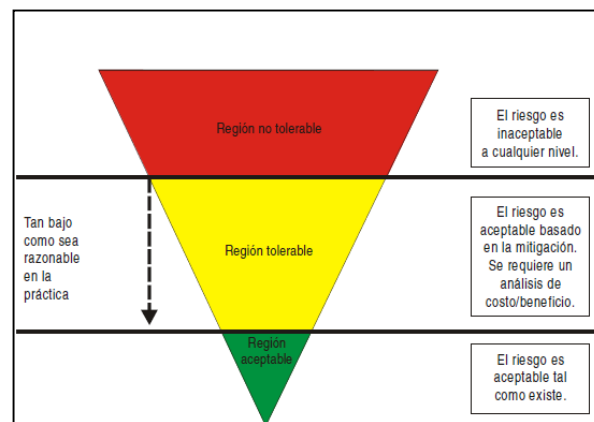 Región no tolerable
El riesgo es
inaceptable
a cualquier nivel.
Tan bajo
como sea
razonable
en la
práctica
Región tolerable
El riesgo es
aceptable basado
en la mitigación.
Se requiere un
análisis de
costo/beneficio.
Región
aceptable
El riesgo es
aceptable tal
como existe.